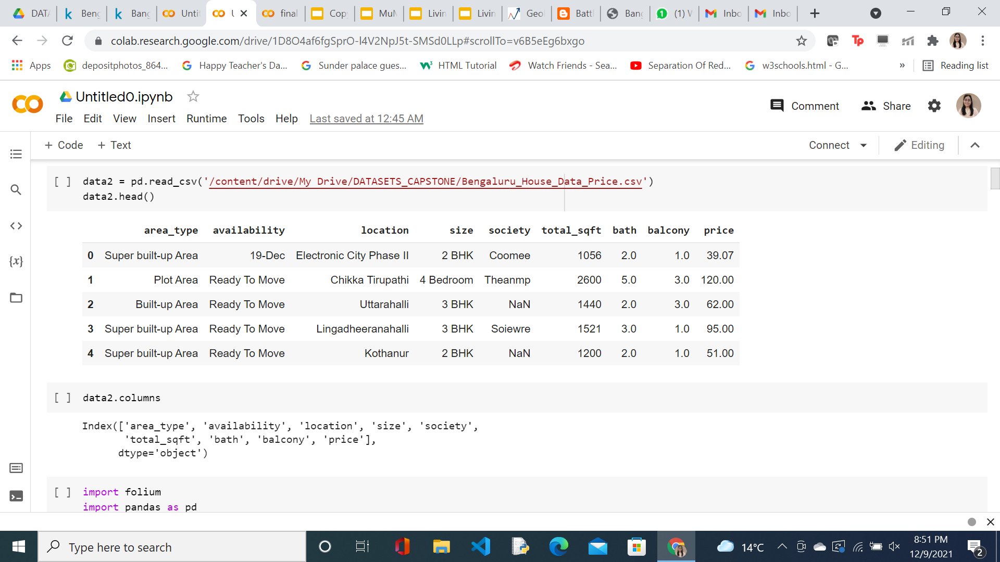 DATA Beng Bang Untit U final Copy MuM Livin Livin Geo Battl Bang (1) W Inbo Inbo
colab.research.google.com/drive/1D8O4af6fgSprO-l4V2NpJ5t-SMSd0LLp#scrollTo=v6B5eEg6bxgo
Apps depositphotos_864... Happy Teacher's Da... Sunder palace gues... HTML Tutorial Watch Friends - Sea... Separation Of Red... w3schools.html - G... » Reading list
Untitled0.ipynb
Comment Share
File Edit View Insert Runtime Tools Help Last saved at 12:45 AM
+ Code + Text Connect Editing
[ ] data2 = pd.read_csv('/content/drive/My Drive/DATASETS_CAPSTONE/Bengaluru_House_Data_Price.csv')
data2.head()
area_type availability location size society total_sqft bath balcony price
0 Super built-up Area 19-Dec Electronic City Phase II 2 BHK Coomee 1056 2.0 1.0 39.07
1 Plot Area Ready To Move Chikka Tirupathi 4 Bedroom Theanmp 2600 5.0 3.0 120.00
2 Built-up Area Ready To Move Uttarahalli 3 BHK NaN 1440 2.0 3.0 62.00
3 Super built-up Area Ready To Move Lingadheeranahalli 3 BHK Soiewre 1521 3.0 1.0 95.00
4 Super built-up Area Ready To Move Kothanur 2 BHK NaN 1200 2.0 1.0 51.00
[ ] data2.columns
Index(['area_type', 'availability', 'location', 'size', 'society',
'total_sqft', 'bath', 'balcony', 'price'],
dtype='object')
[ ] import folium
import pandas as pd
Type here to search
14°C
8:51 PM
12/9/2021
2